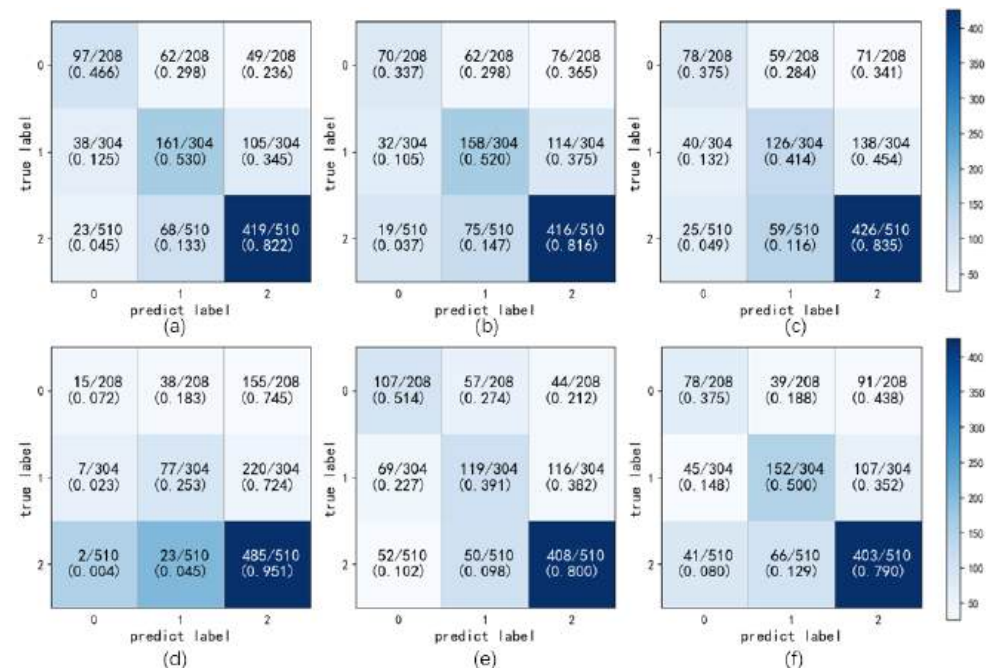 97/208 62/208 49/208
0 (0.466) (0.298) (0.236)
38/304 161/304 105/304
1 (0.125) (0.530) (0.345)
23/510 68/510 419/510
2 (0.045) (0.133) (0.822)
0 1 2
true label
predict label
(a)
70/208 62/208 76/208
0 (0.337) (0.298) (0.365)
32/304 158/304 114/304
1 (0.105) (0.520) (0.375)
19/510 75/510 416/510
2 (0.037) (0.147) (0.816)
0 1 2
true label
predict label
(b)
78/208 59/208 71/208
0 (0.375) (0.284) (0.341)
40/304 126/304 138/304
1 (0.132) (0.414) (0.454)
25/510 59/510 426/510
2 (0.049) (0.116) (0.835)
0 1 2
true label
predict label
(c)
400
350
300
250
200
150
100
50
15/208 38/208 155/208
0 (0.072) (0.183) (0.745)
7/304 77/304 220/304
1 (0.023) (0.253) (0.724)
2/510 23/510 485/510
2 (0.004) (0.045) (0.951)
0 1 2
true label
predict label
(d)
107/208 57/208 44/208
0 (0.514) (0.274) (0.212)
69/304 119/304 116/304
1 (0.227) (0.391) (0.382)
52/510 50/510 408/510
2 (0.102) (0.098) (0.800)
0 1 2
true label
predict label
(e)
78/208 39/208 91/208
0 (0.375) (0.188) (0.438)
45/304 152/304 107/304
1 (0.148) (0.500) (0.352)
41/510 66/510 403/510
2 (0.080) (0.129) (0.790)
0 1 2
true label
predict label
(f)
400
350
300
250
200
150
100
50